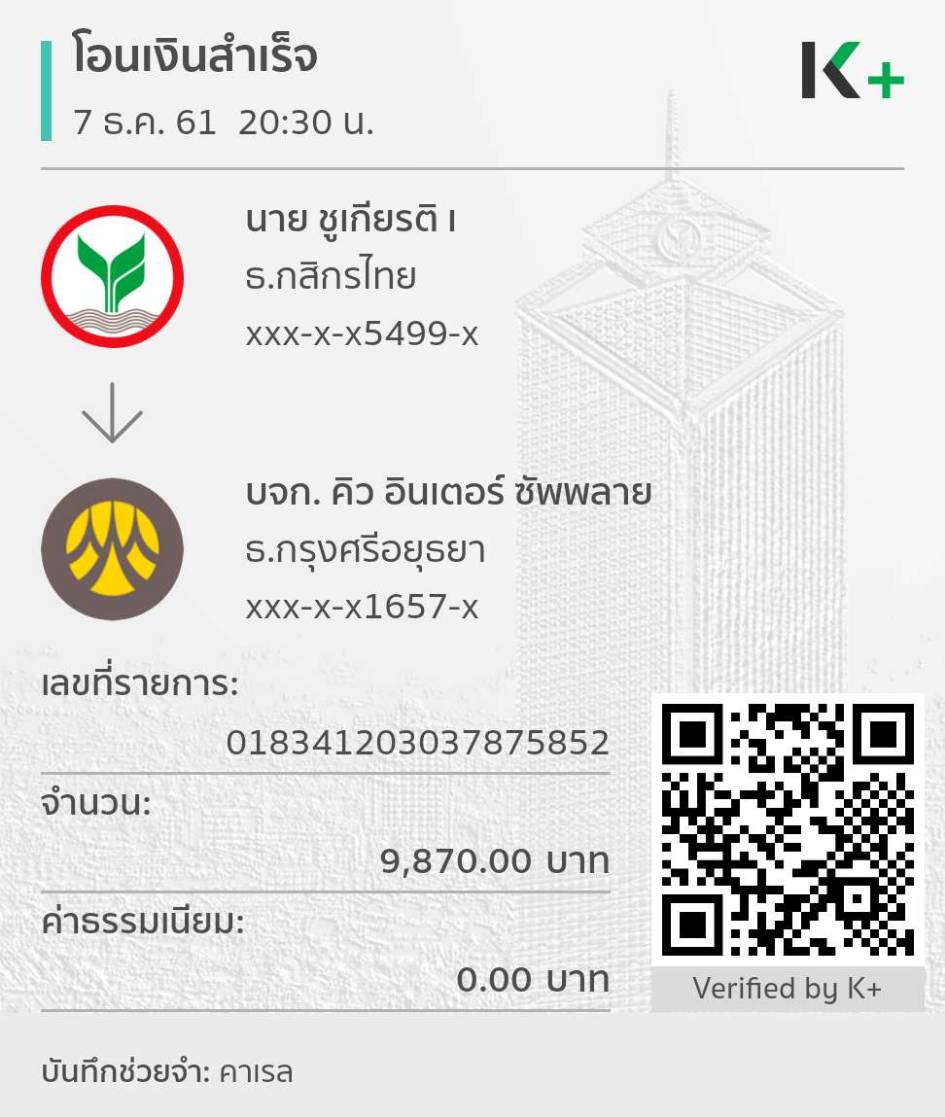 โอนเงินสำเร็จ
7 ธ.ค. 61 20:30 น.
K+
นาย ชูเกียรติ เ
ธ.กสิกรไทย
xxx-x-x5499-x
บจก. คิว อินเตอร์ ซัพพลาย
ธ.กรุงศรีอยุธยา
xxx-x-x1657-x
เลขที่รายการ:
018341203037875852
จำนวน:
9,870.00 บาท
ค่าธรรมเนียม:
0.00 บาท
Verified by K+
บันทึกช่วยจำ: คาเรล